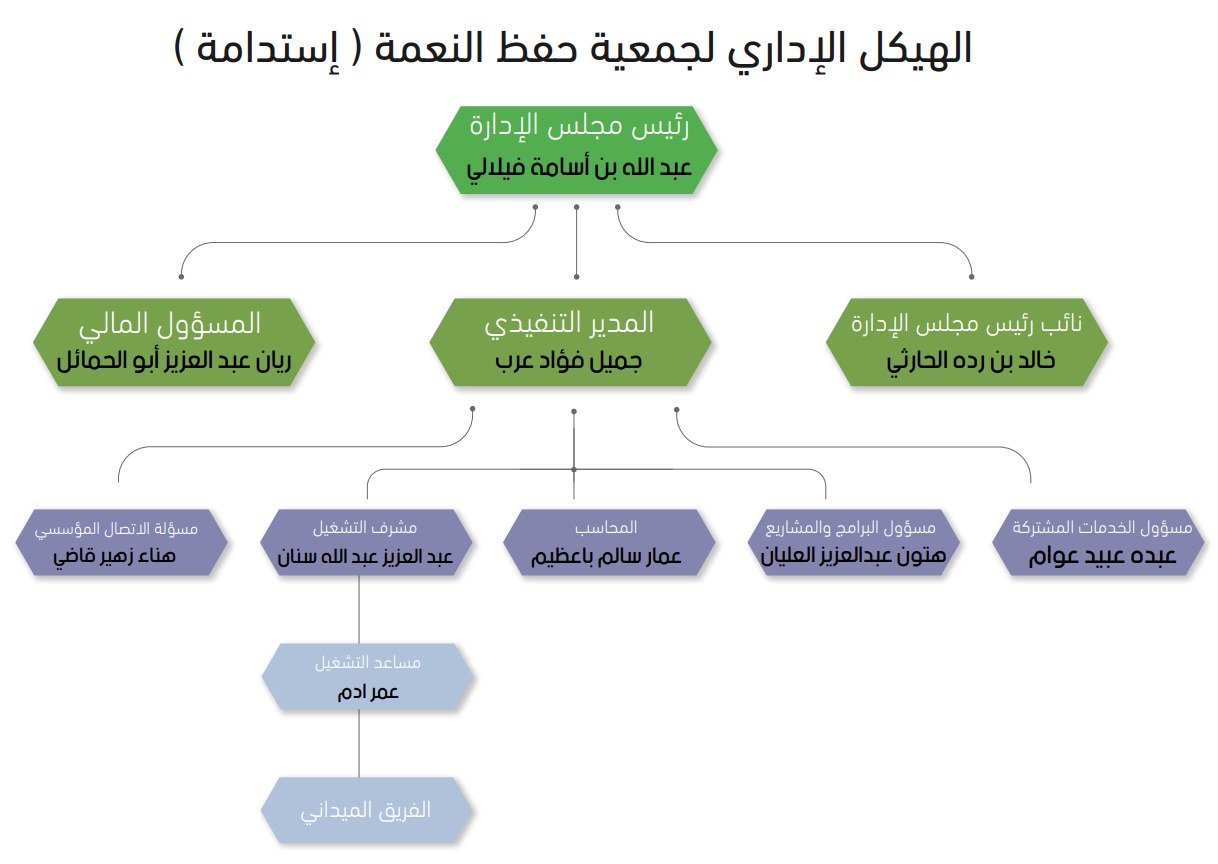 الهيكل الإداري لجمعية حفظ النعمة ( إستدامة )
رئيس مجلس الإدارة
عبد الله بن أسامة فيلالي
نائب رئيس مجلس الإدارة
خالد بن رده الحارثي
المدير التنفيذي
جميل فؤاد عرب
المسؤول المالي
ريان عبد العزيز أبو الحمائل
مسؤول الخدمات المشتركة
عبده عبيد عوام
مسؤول البرامج والمشاريع
هتون عبدالعزيز العليان
المحاسب
عمار سالم باعظيم
مشرف التشغيل
عبد العزيز عبد الله سنان
مسؤلة الاتصال المؤسسي
هناء زهير قاضي
مساعد التشغيل
عمر ادم
الفريق الميداني